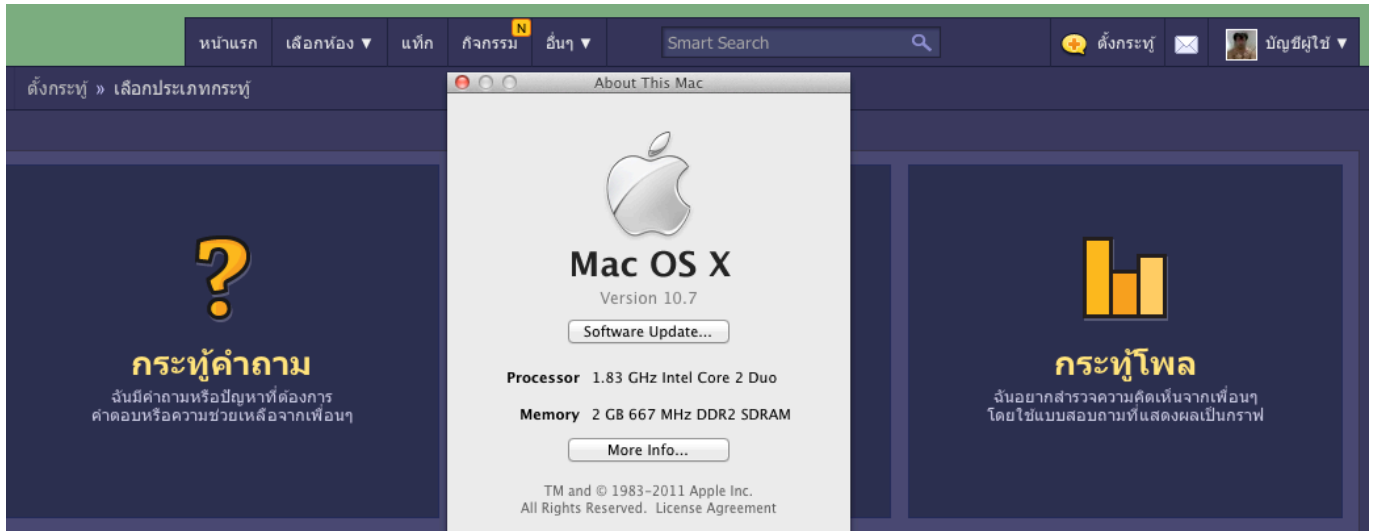 หน้าแรก เลือกห้อง ▼ แท็ก กิจกรรม N อื่นๆ ▼ Smart Search ตั้งกระทู้ บัญชีผู้ใช้ ▼
ตั้งกระทู้ » เลือกประเภทกระทู้
About This Mac
Mac OS X
Version 10.7
Software Update...
Processor 1.83 GHz Intel Core 2 Duo
Memory 2 GB 667 MHz DDR2 SDRAM
More Info...
TM and © 1983-2011 Apple Inc.
All Rights Reserved. License Agreement
กระทู้คำถาม
ฉันมีคำถามหรือปัญหาที่ต้องการ
คำตอบหรือความช่วยเหลือจากเพื่อนๆ
กระทู้โพล
ฉันอยากสำรวจความคิดเห็นจากเพื่อนๆ
โดยใช้แบบสอบถามที่แสดงผลเป็นกราฟ